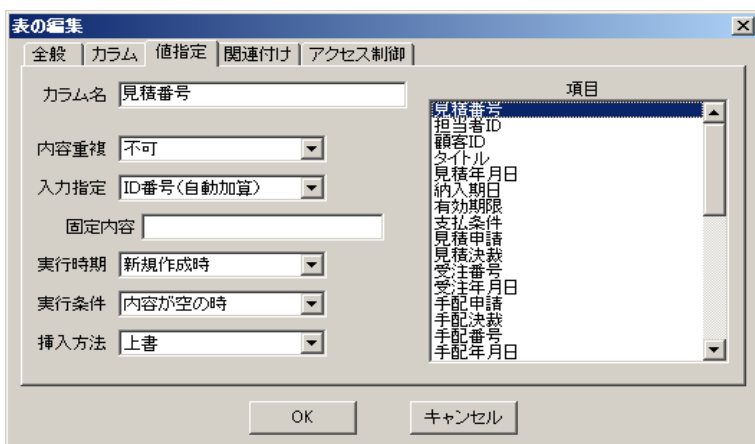 表の編集
全般 カラム 値指定 関連付け アクセス制御
カラム名 見積番号
内容重複 不可
入力指定 ID番号(自動加算)
固定内容
実行時期 新規作成時
実行条件 内容が空の時
挿入方法 上書
項目
見積番号
担当者ID
顧客ID
タイトル
見積年月日
納入期日
有効期限
支払条件
見積申請
見積決裁
受注番号
受注年月日
手配申請
手配決裁
手配番号
手配年月日
OK キャンセル